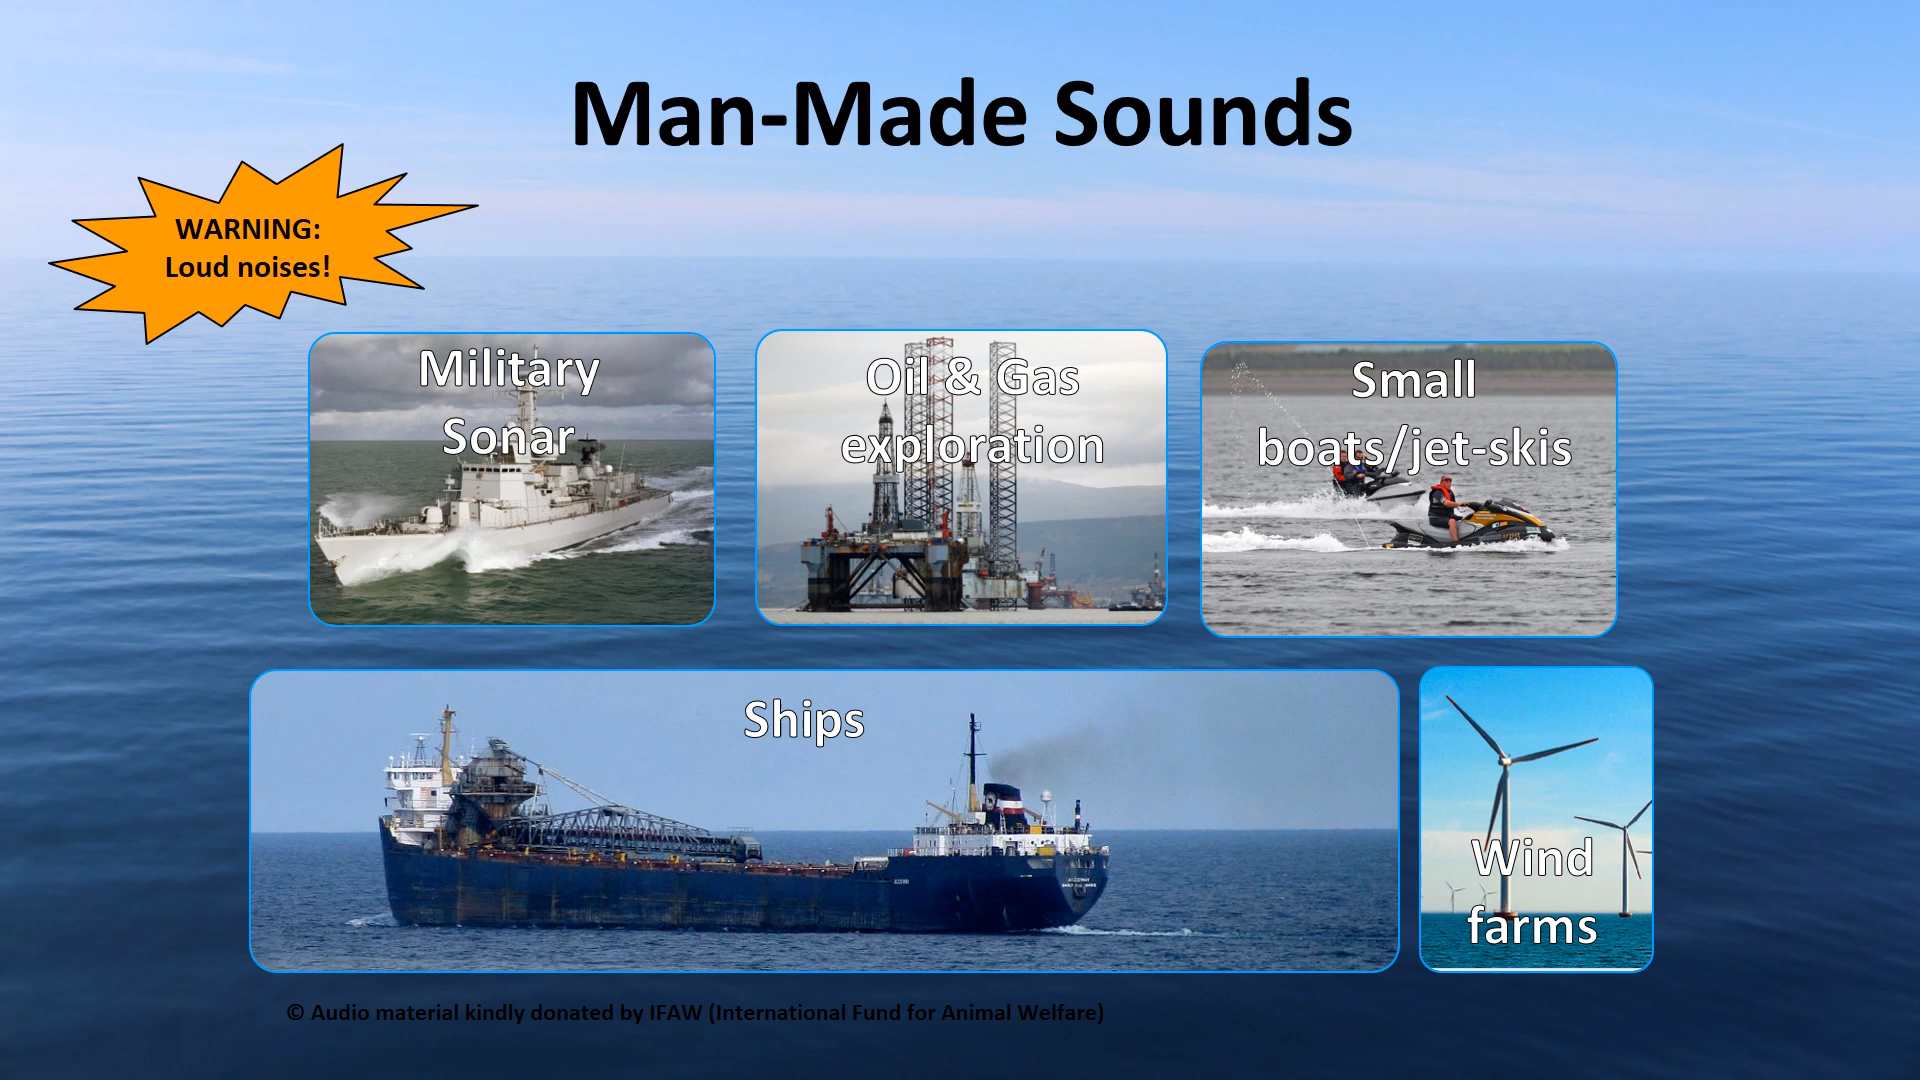 Man-Made Sounds
WARNING:
Loud noises!
Military
Sonar
Oil & Gas
exploration
Small
boats/jet-skis
Ships
Wind
farms
© Audio material kindly donated by IFAW (International Fund for Animal Welfare)